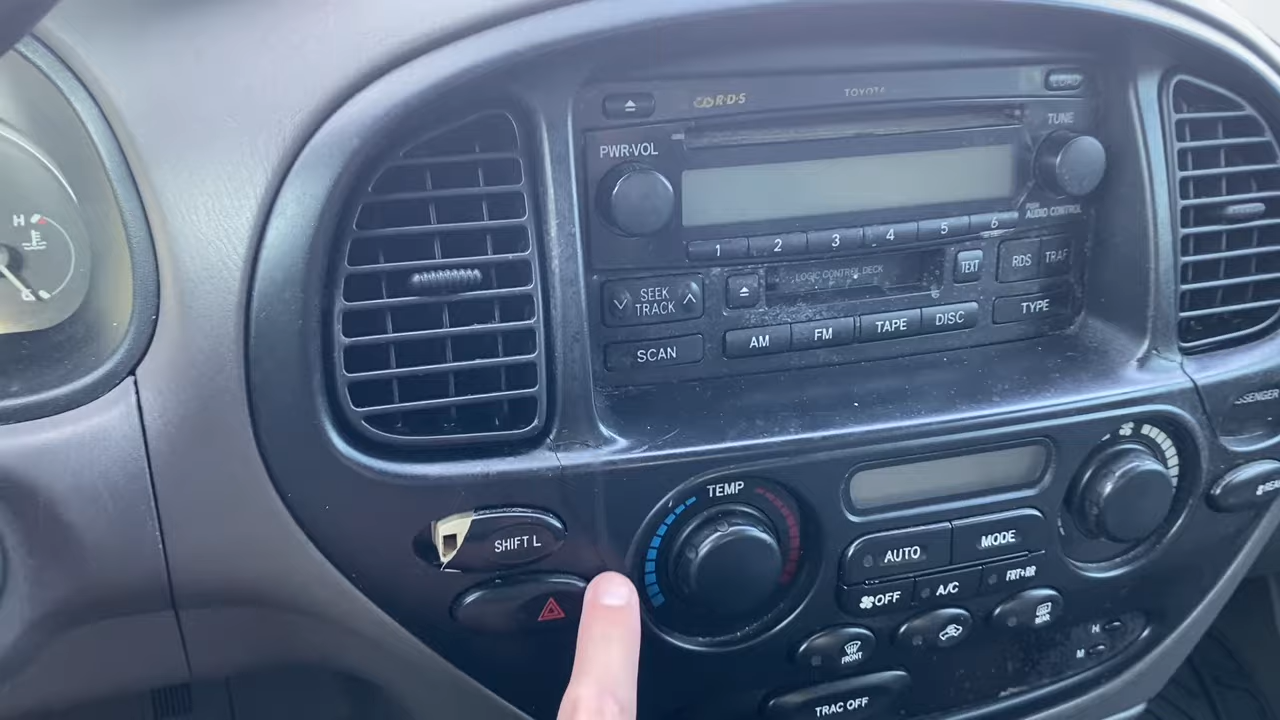 R·D·S
TOYOTA
LOAD
PWR·VOL
TUNE
PUSH
AUDIO CONTROL
1 2 3 4 5 6
LOGIC CONTROL DECK
TEXT
RDS TRAF
SEEK
TRACK
TYPE
AM FM TAPE DISC
SCAN
H
C
TEMP
SHIFT L
AUTO MODE
OFF A/C FRT+RR
FRONT
REAR
H
M
TRAC OFF
REAR